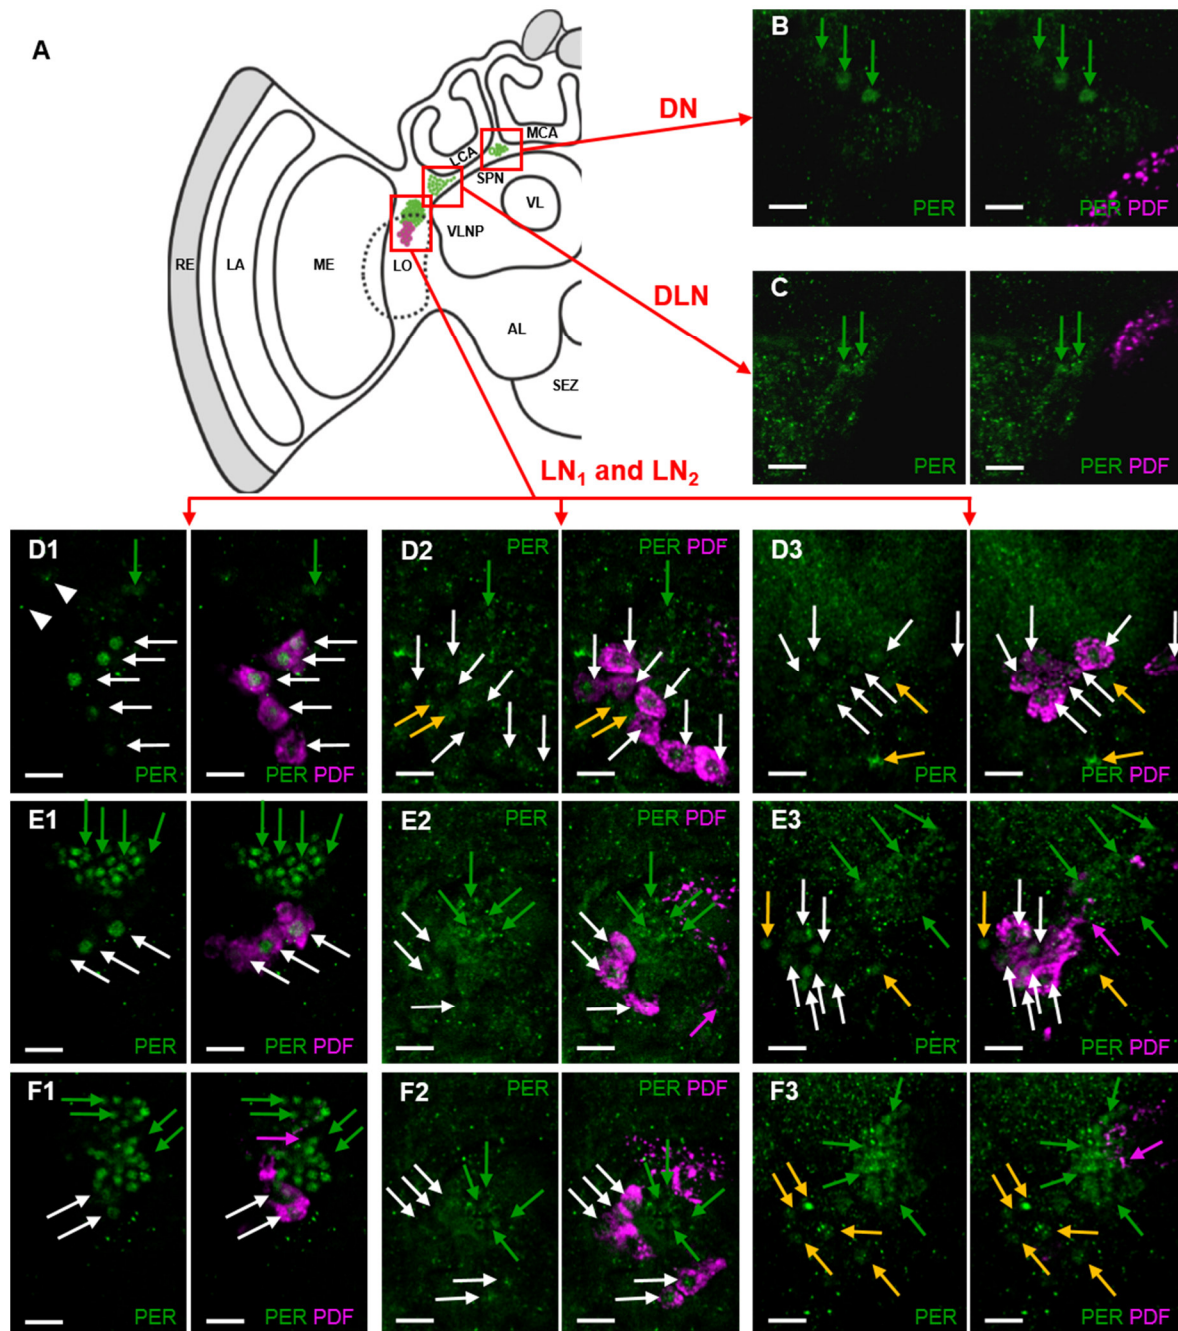 A
RE
LA
ME
LO
LCA
MCA
SPN
VL
VLNP
AL
SEZ
DN
DLN
LN₁ and LN₂
B
PER
PER PDF
C
PER
PER PDF
D1
PER
PER PDF
D2
PER
PER PDF
D3
PER
PER PDF
E1
PER
PER PDF
E2
PER
PER PDF
E3
PER
PER PDF
F1
PER
PER PDF
F2
PER
PER PDF
F3
PER
PER PDF